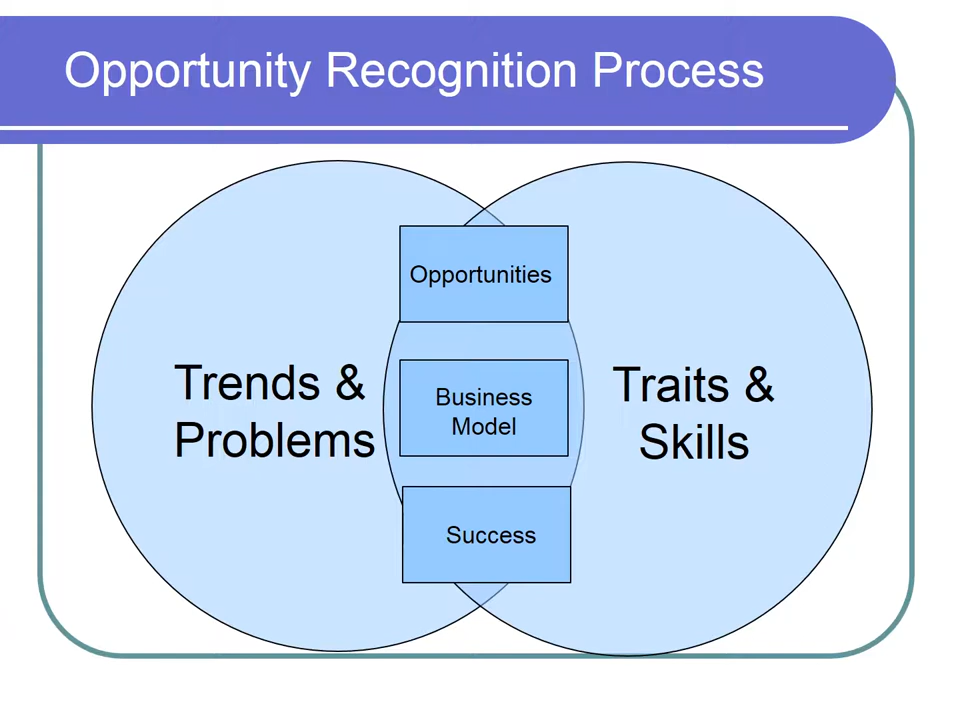 Opportunity Recognition Process
Opportunities
Trends &
Problems
Business
Model
Traits &
Skills
Success